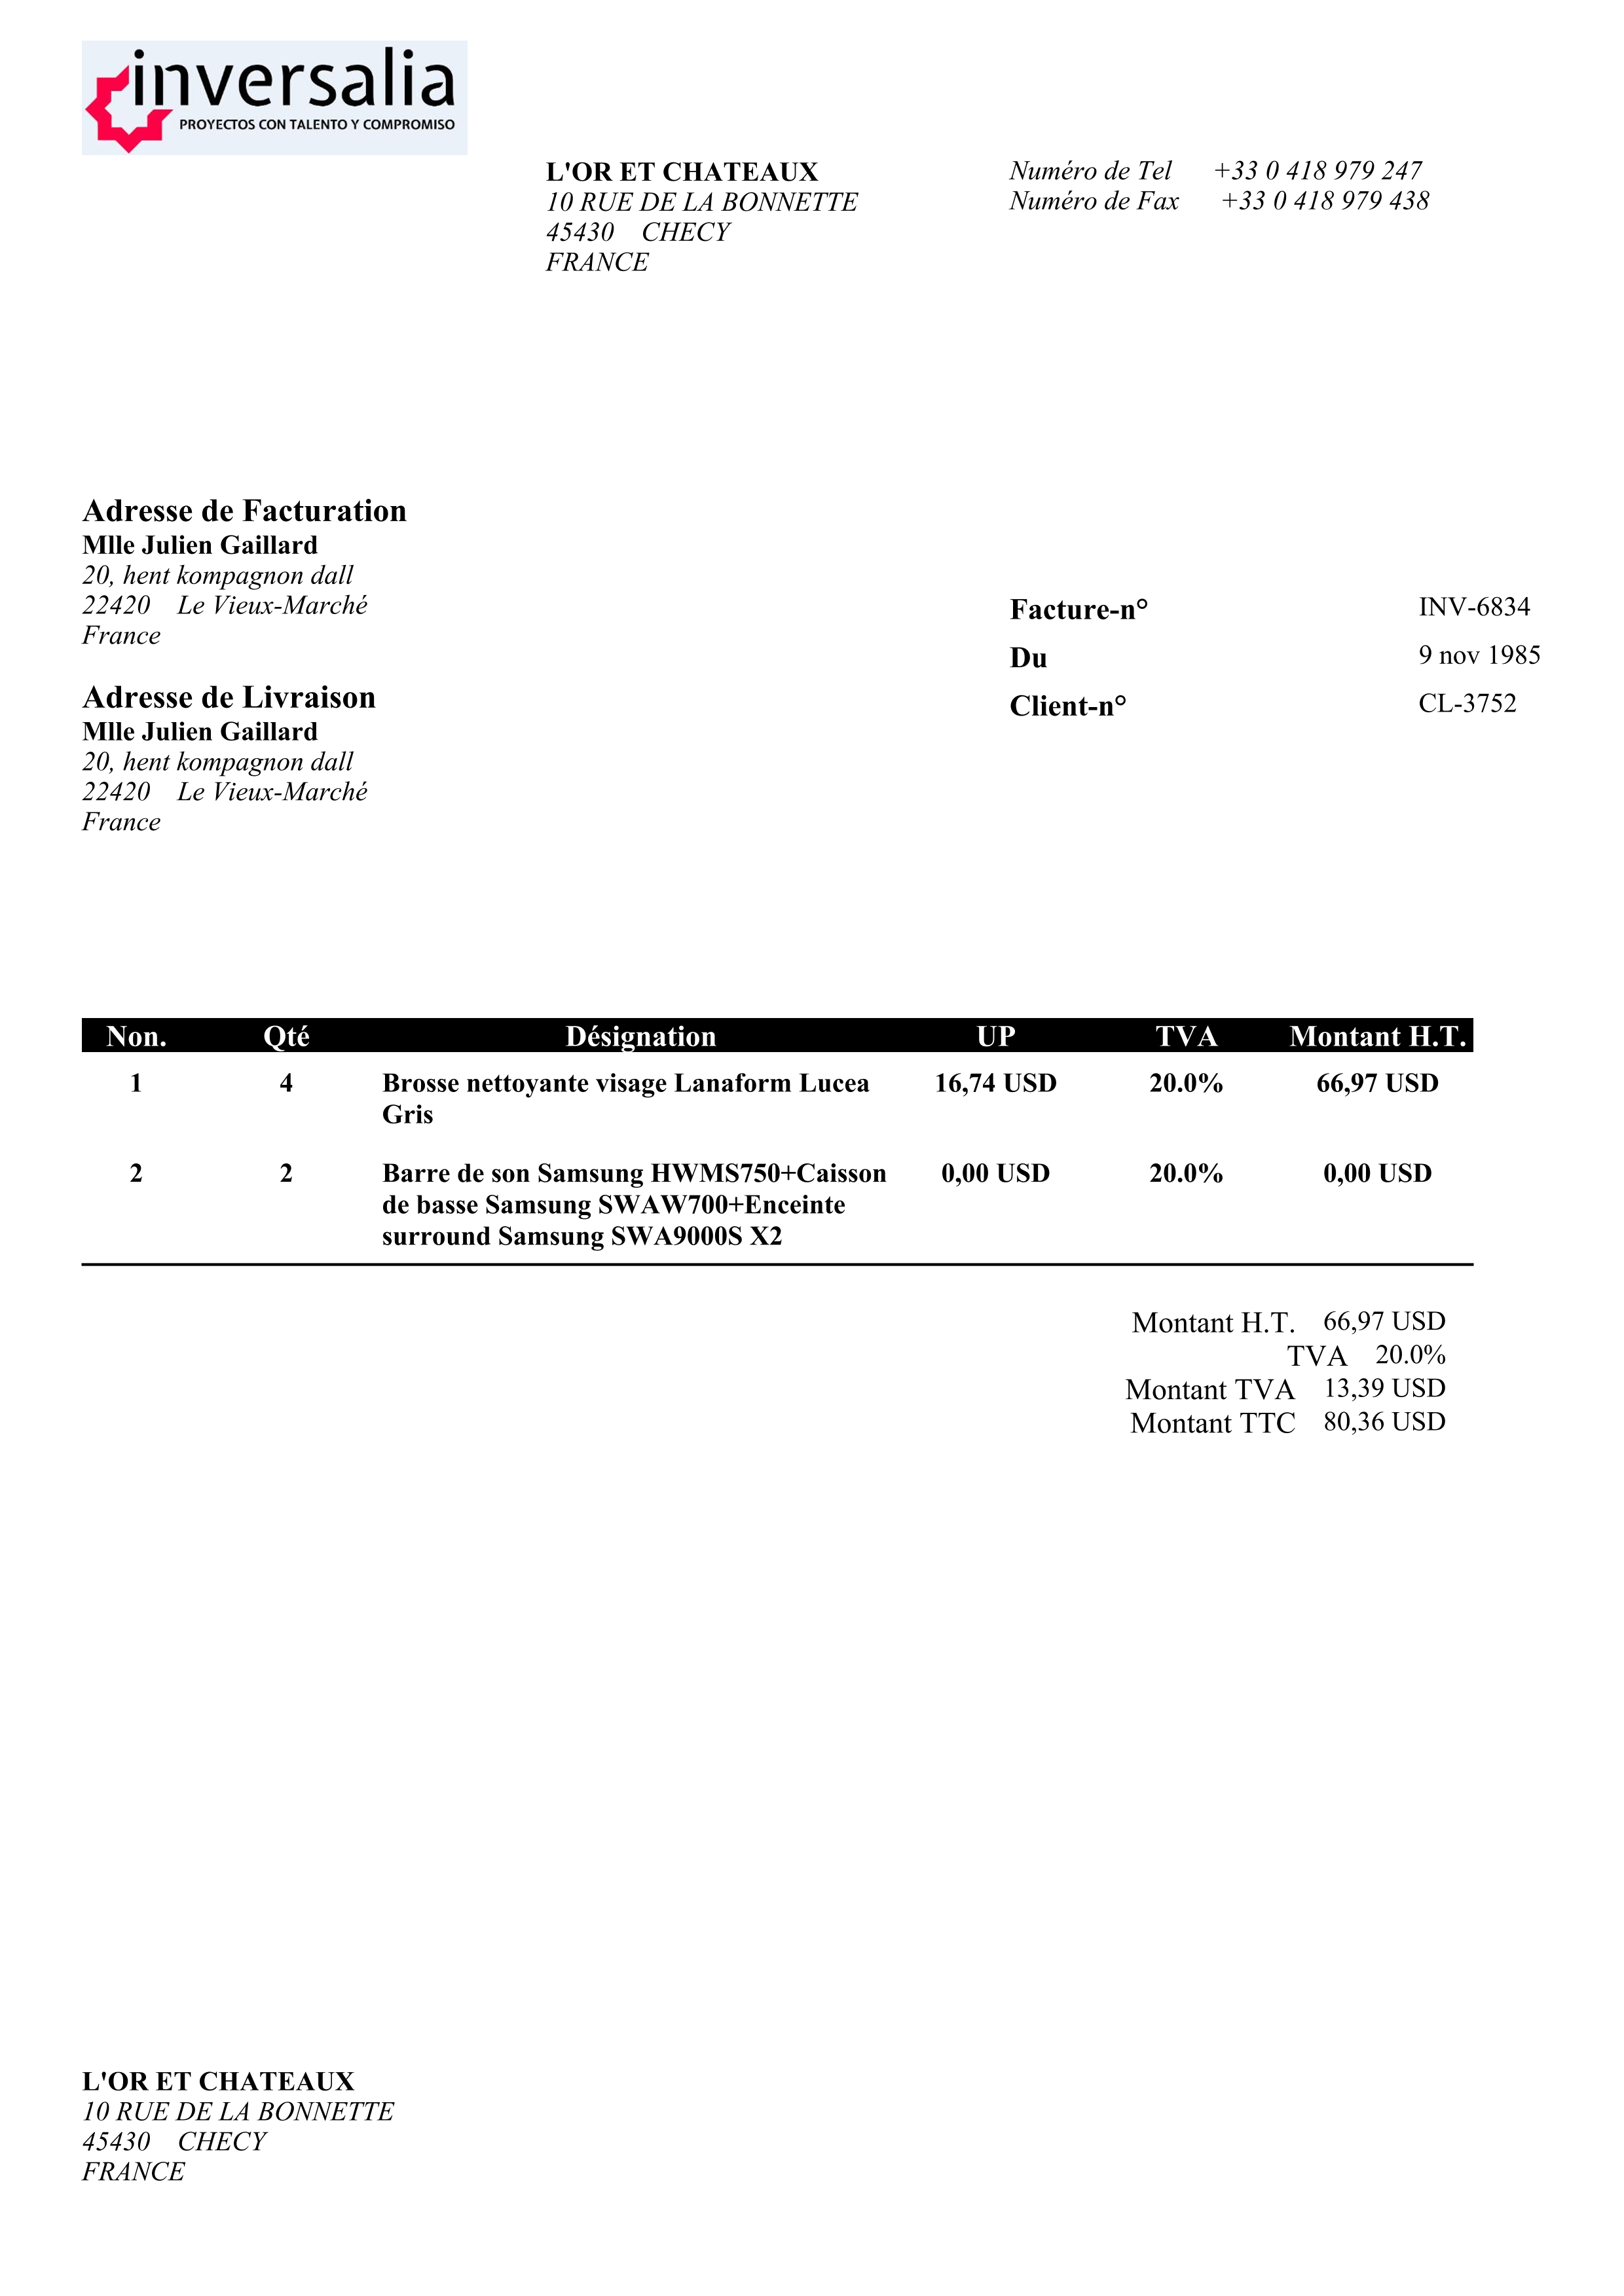 inversalia
PROYECTOS CON TALENTO Y COMPROMISO
L'OR ET CHATEAUX
10 RUE DE LA BONNETTE
45430 CHECY
FRANCE
Numéro de Tel +33 0 418 979 247
Numéro de Fax +33 0 418 979 438
Adresse de Facturation
Mlle Julien Gaillard
20, hent kompagnon dall
22420 Le Vieux-Marché
France
Adresse de Livraison
Mlle Julien Gaillard
20, hent kompagnon dall
22420 Le Vieux-Marché
France
Facture-n° INV-6834
Du 9 nov 1985
Client-n° CL-3752
Non. Qté Désignation UP TVA Montant H.T.
1 4 Brosse nettoyante visage Lanaform Lucea 16,74 USD 20.0% 66,97 USD
Gris
2 2 Barre de son Samsung HWMS750+Caisson 0,00 USD 20.0% 0,00 USD
de basse Samsung SWAW700+Enceinte
surround Samsung SWA9000S X2
Montant H.T. 66,97 USD
TVA 20.0%
Montant TVA 13,39 USD
Montant TTC 80,36 USD
L'OR ET CHATEAUX
10 RUE DE LA BONNETTE
45430 CHECY
FRANCE